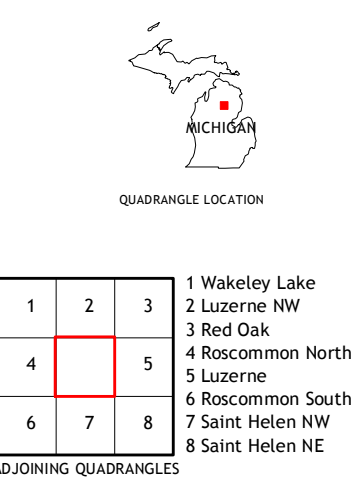 MICHIGAN
QUADRANGLE LOCATION
1 2 3
4 5
6 7 8
1 Wakeley Lake
2 Luzerne NW
3 Red Oak
4 Roscommon North
5 Luzerne
6 Roscommon South
7 Saint Helen NW
8 Saint Helen NE
ADJOINING QUADRANGLES